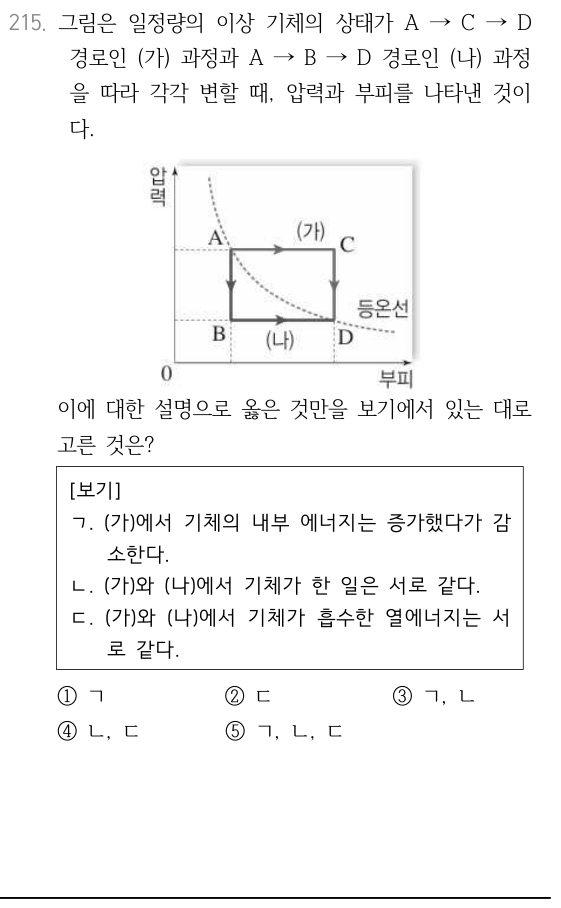 215. 그림은 일정량의 이상 기체의 상태가 A → C → D
경로인 (가) 과정과 A → B → D 경로인 (나) 과정
을 따라 각각 변할 때, 압력과 부피를 나타낸 것이
다.
압력
A
(가)
C
등온선
B
(나)
D
0
부피
이에 대한 설명으로 옳은 것만을 보기에서 있는 대로
고른 것은?
[보기]
ㄱ. (가)에서 기체의 내부 에너지는 증가했다가 감
소한다.
ㄴ. (가)와 (나)에서 기체가 한 일은 서로 같다.
ㄷ. (가)와 (나)에서 기체가 흡수한 열에너지는 서
로 같다.
① ㄱ ② ㄷ ③ ㄱ, ㄴ
④ ㄴ, ㄷ ⑤ ㄱ, ㄴ, ㄷ